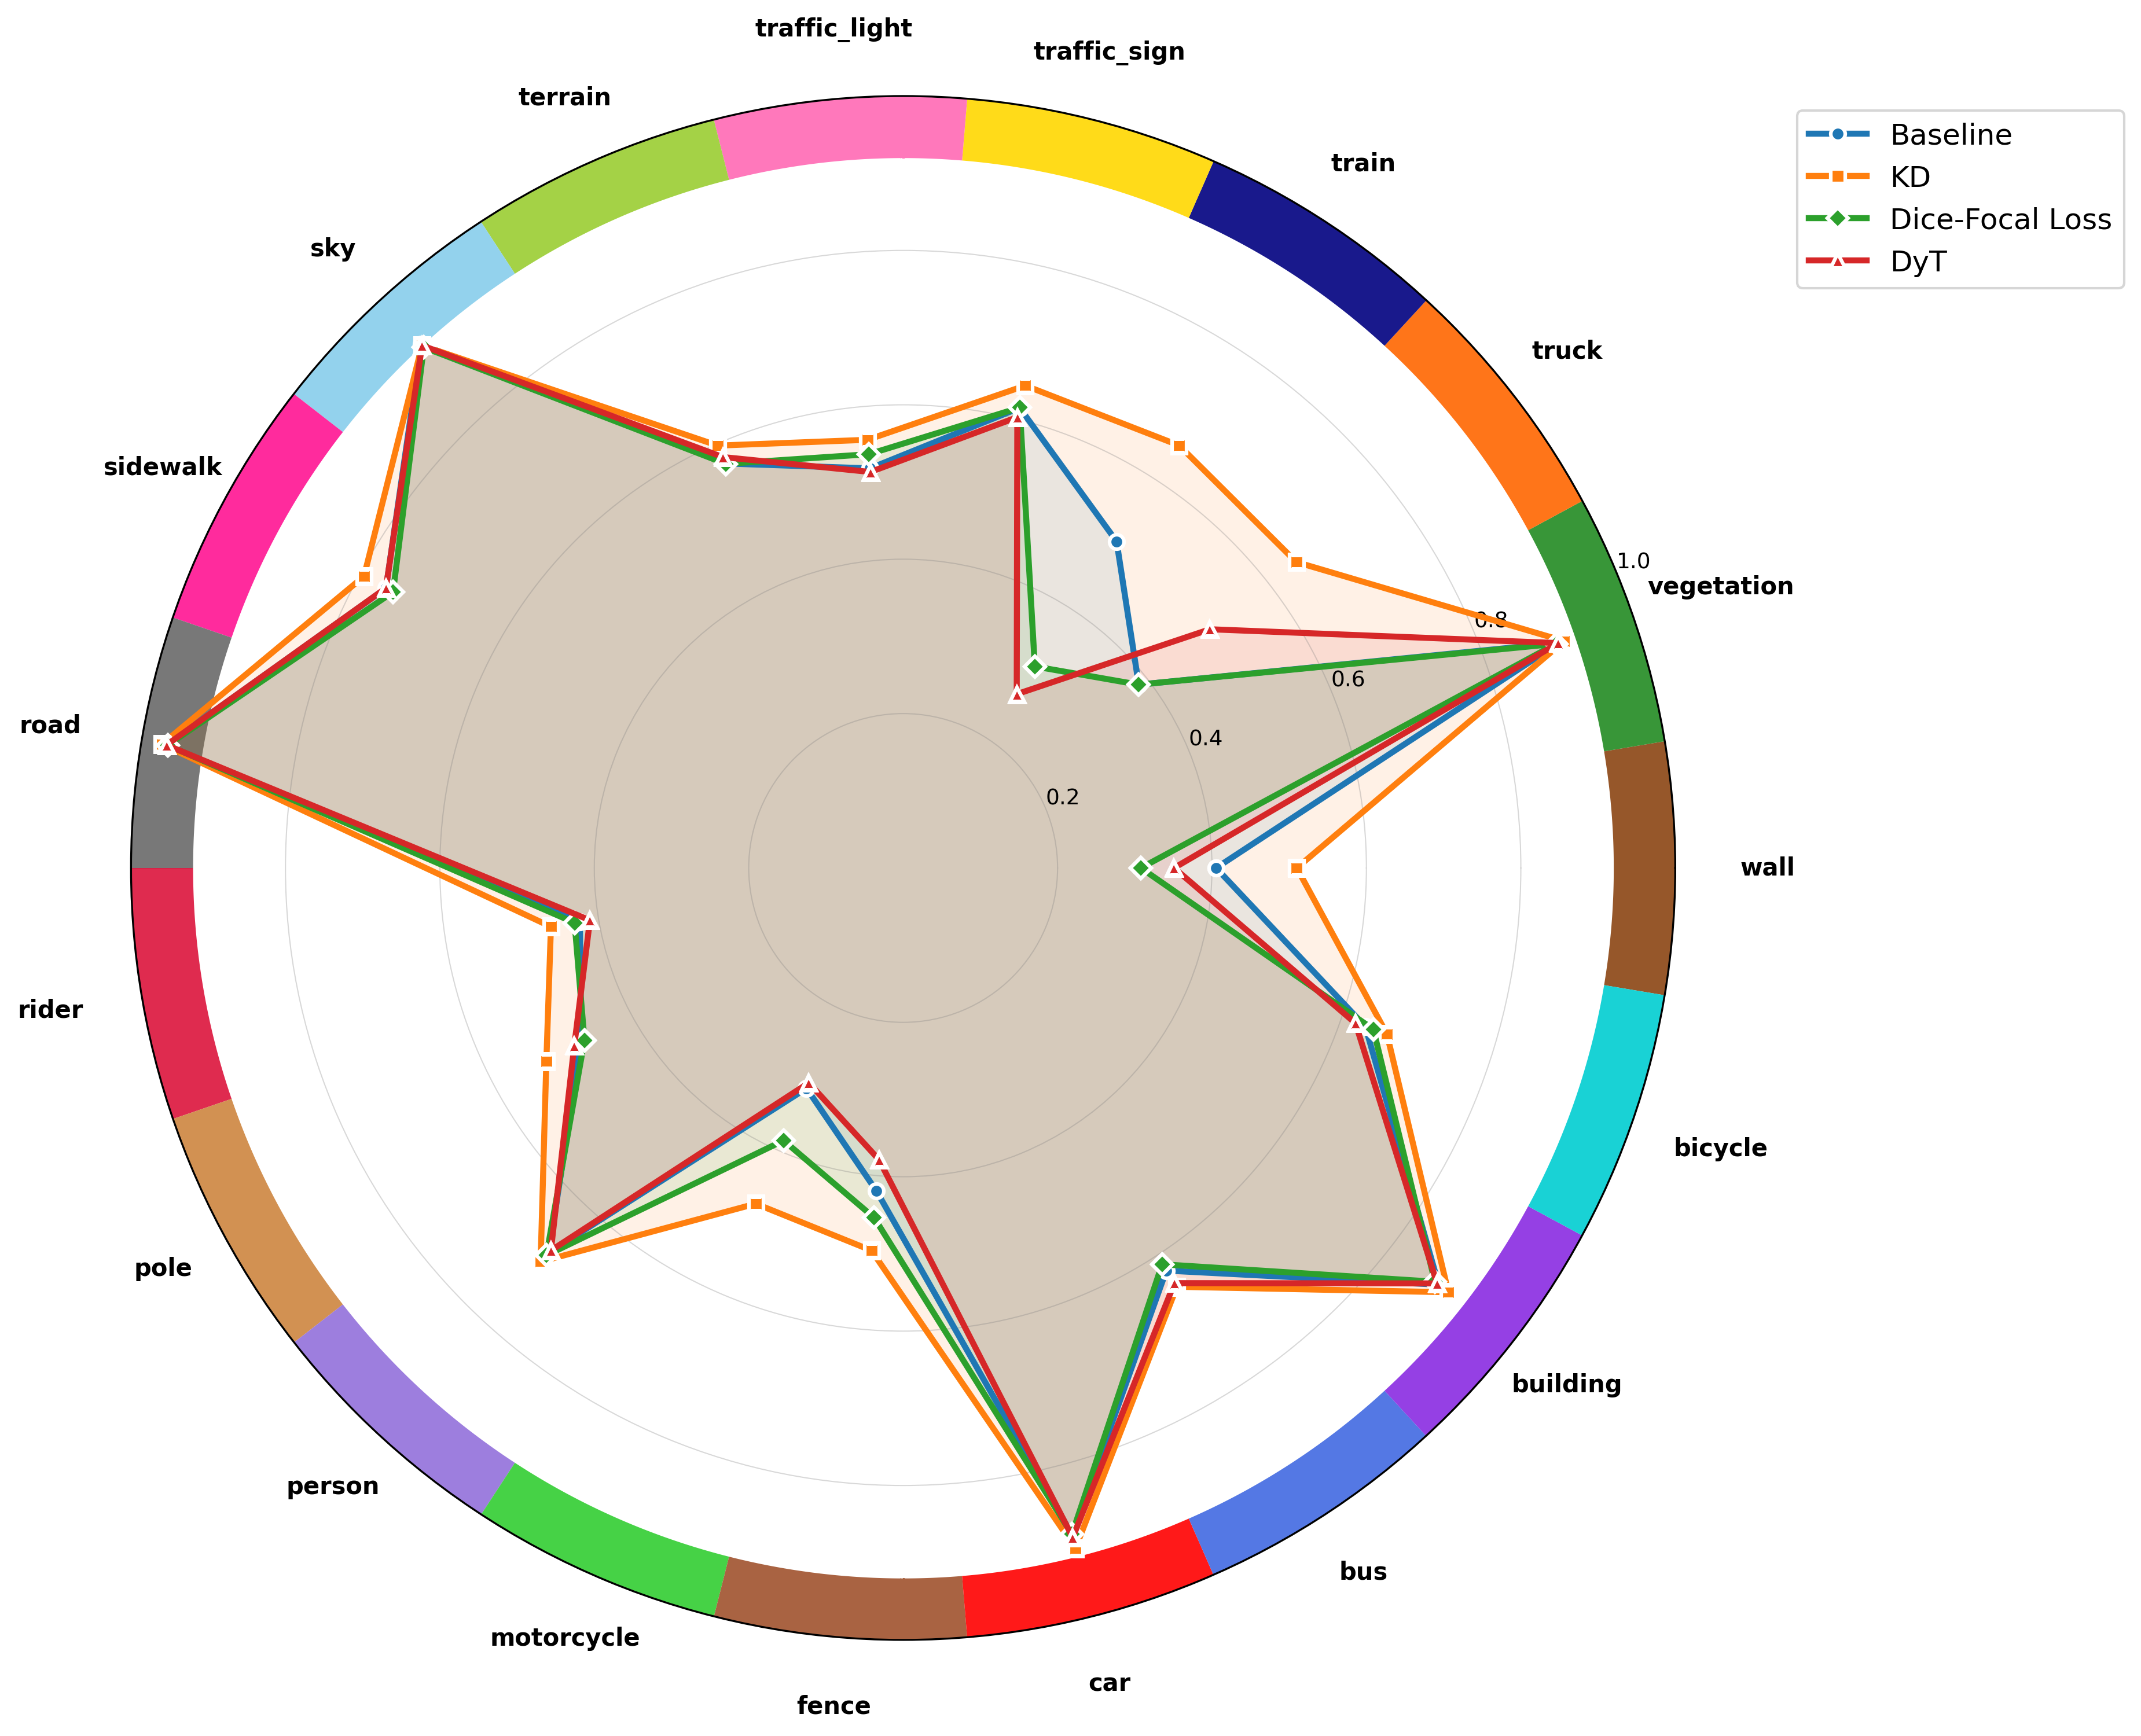 traffic_light
traffic_sign
terrain
train
Baseline
KD
Dice-Focal Loss
DyT
sky
truck
sidewalk
1.0
vegetation
0.8
0.6
road
0.4
0.2
wall
rider
bicycle
pole
building
person
bus
motorcycle
car
fence